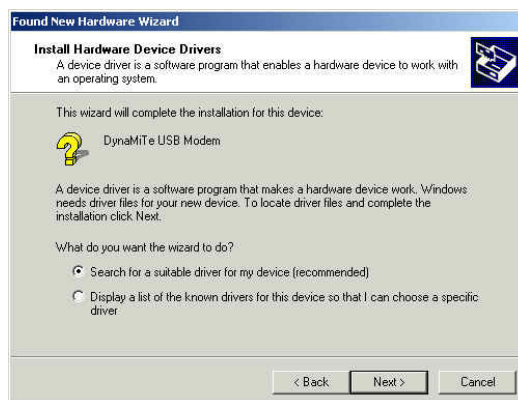 Found New Hardware Wizard
Install Hardware Device Drivers
A device driver is a software program that enables a hardware device to work with
an operating system.
This wizard will complete the installation for this device:
DynaMiTe USB Modem
A device driver is a software program that makes a hardware device work. Windows
needs driver files for your new device. To locate driver files and complete the
installation click Next.
What do you want the wizard to do?
Search for a suitable driver for my device (recommended)
Display a list of the known drivers for this device so that I can choose a specific
driver
< Back Next > Cancel